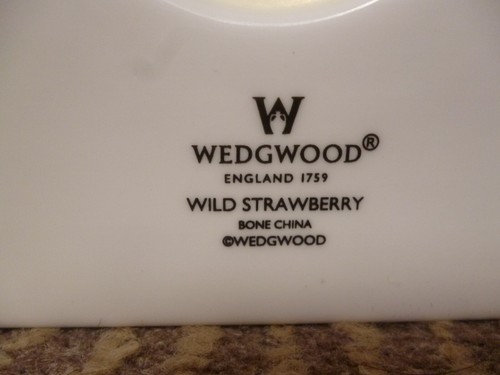 W
WEDGWOOD®
ENGLAND 1759
WILD STRAWBERRY
BONE CHINA
©WEDGWOOD